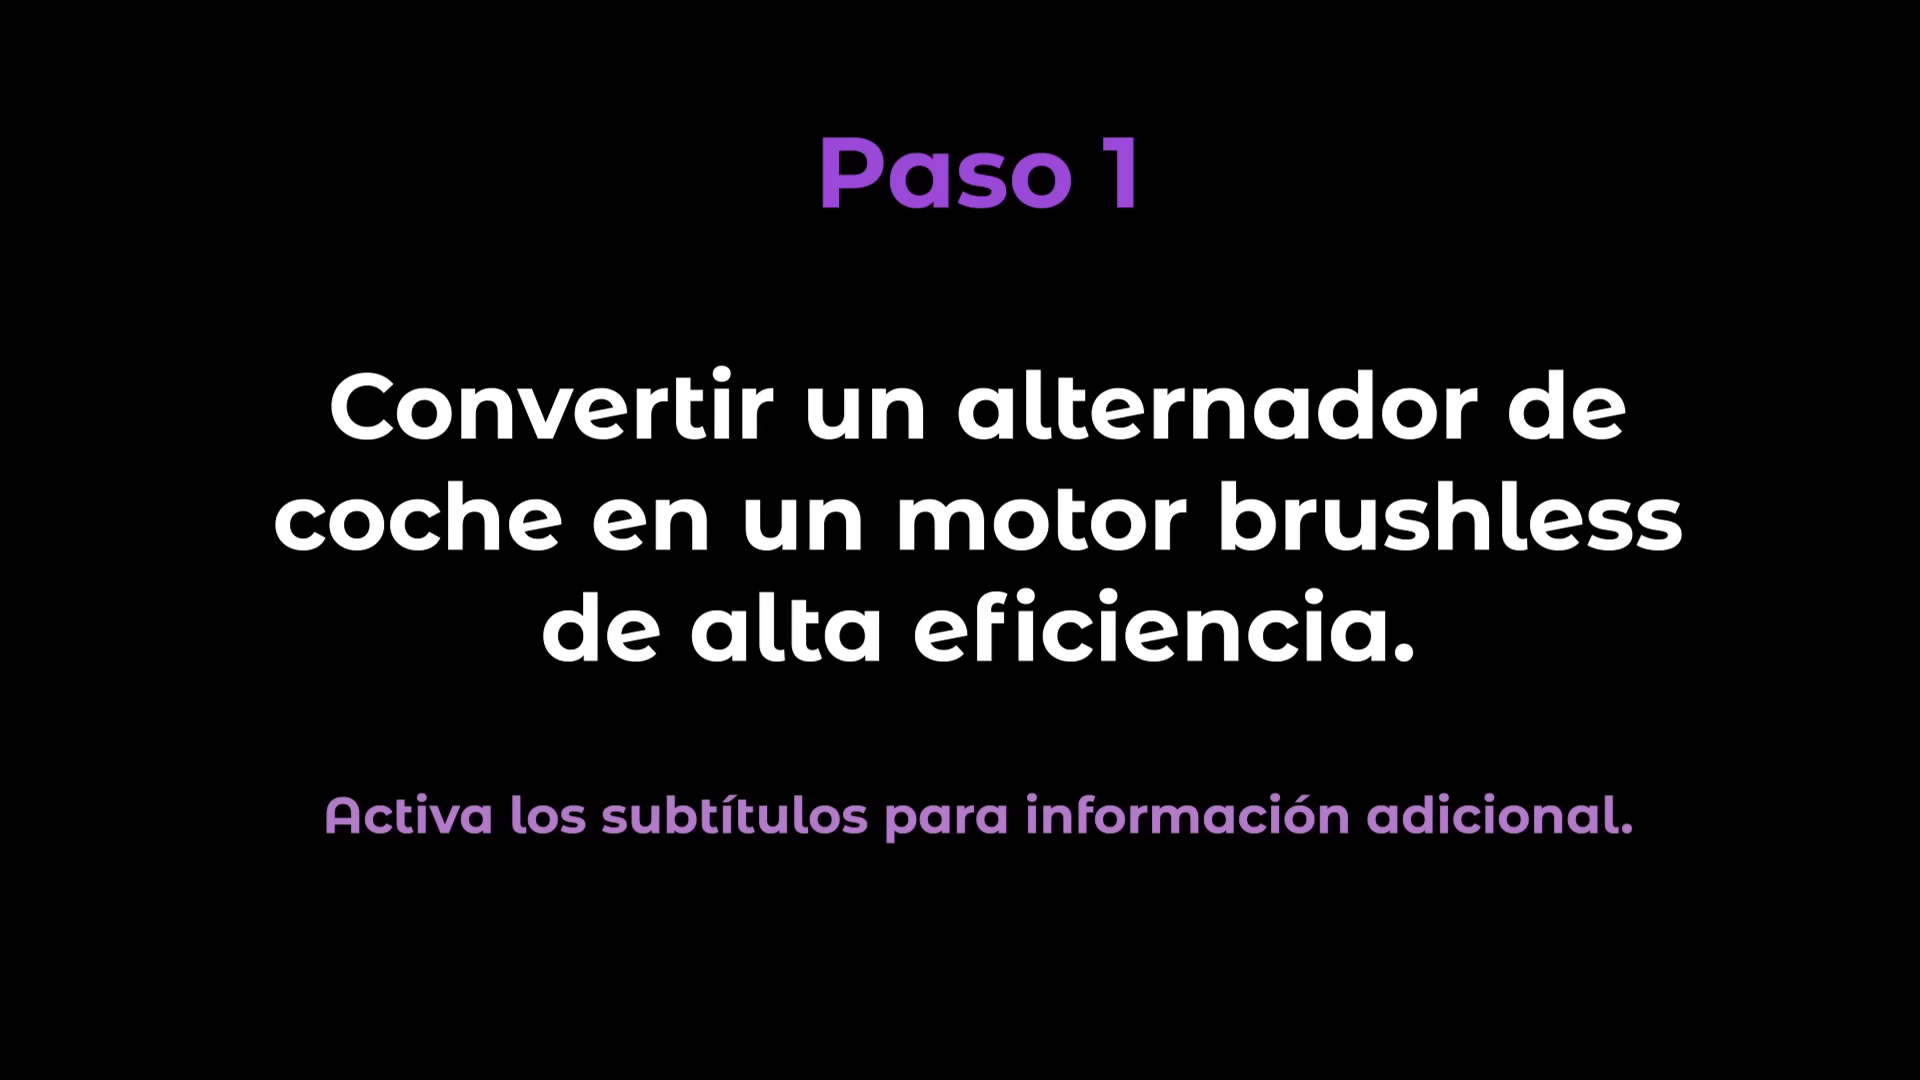 Paso 1
Convertir un alternador de
coche en un motor brushless
de alta eficiencia.
Activa los subtítulos para información adicional.